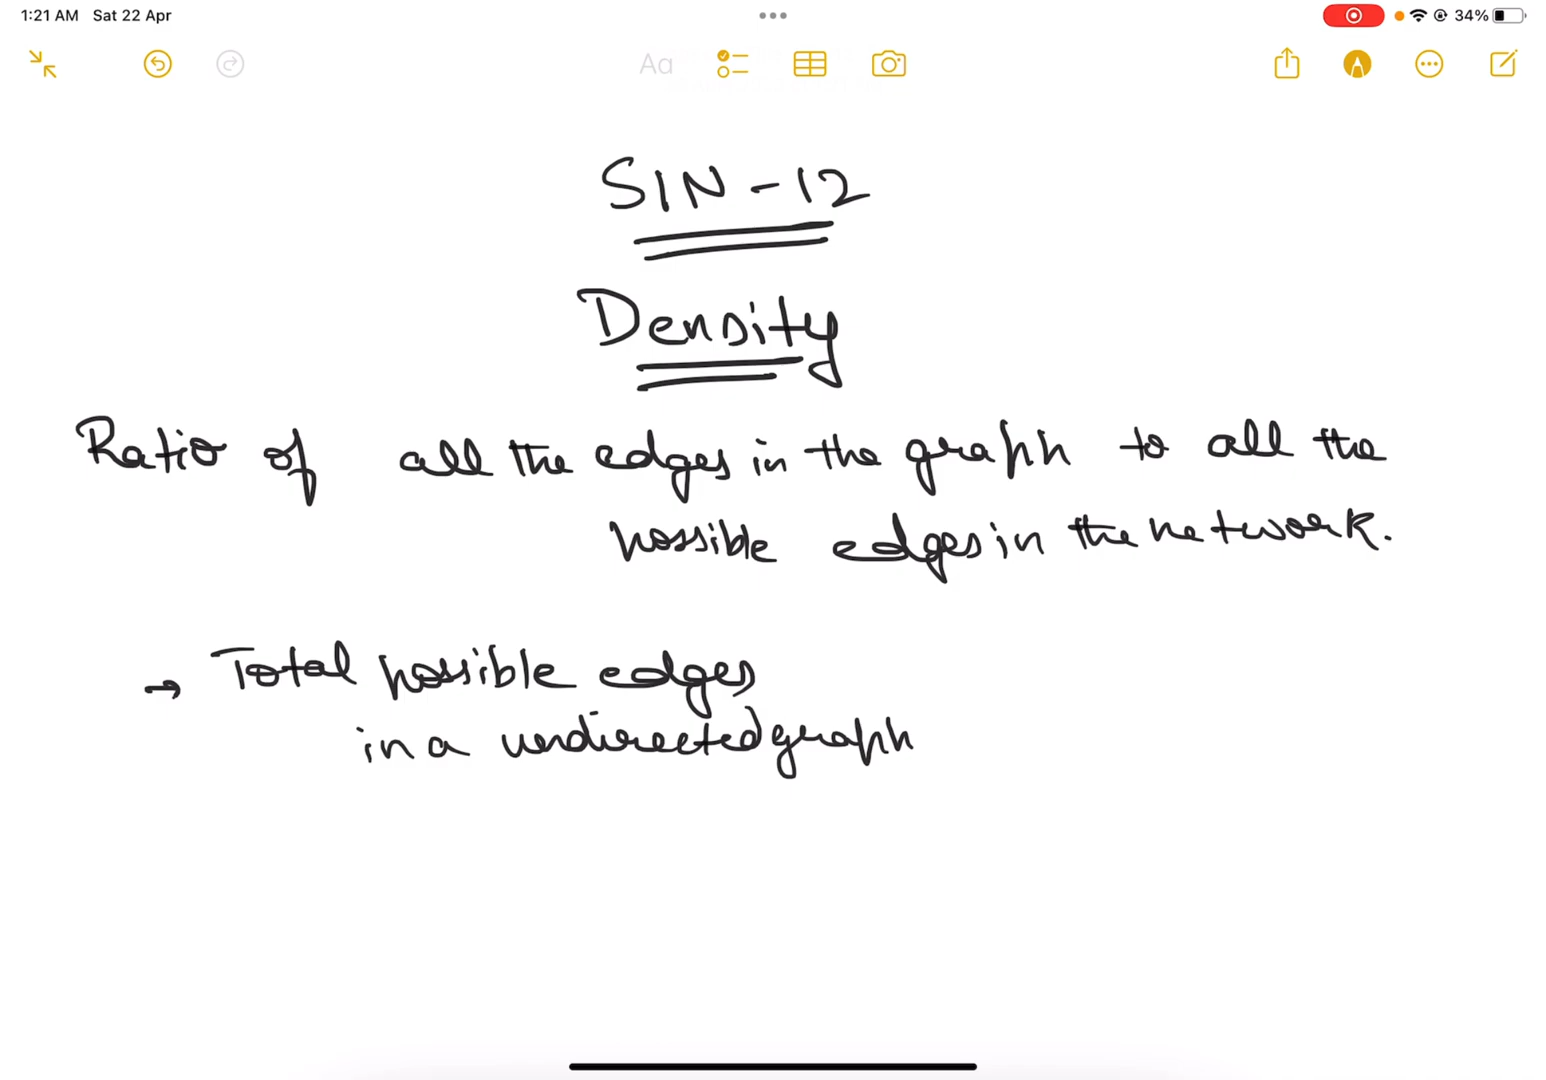 1:21 AM Sat 22 Apr
34%
Aa
SIN-12
Density
Ratio of all the edges in the graph to all the
possible edges in the network.
→ Total possible edges
in a undirected graph